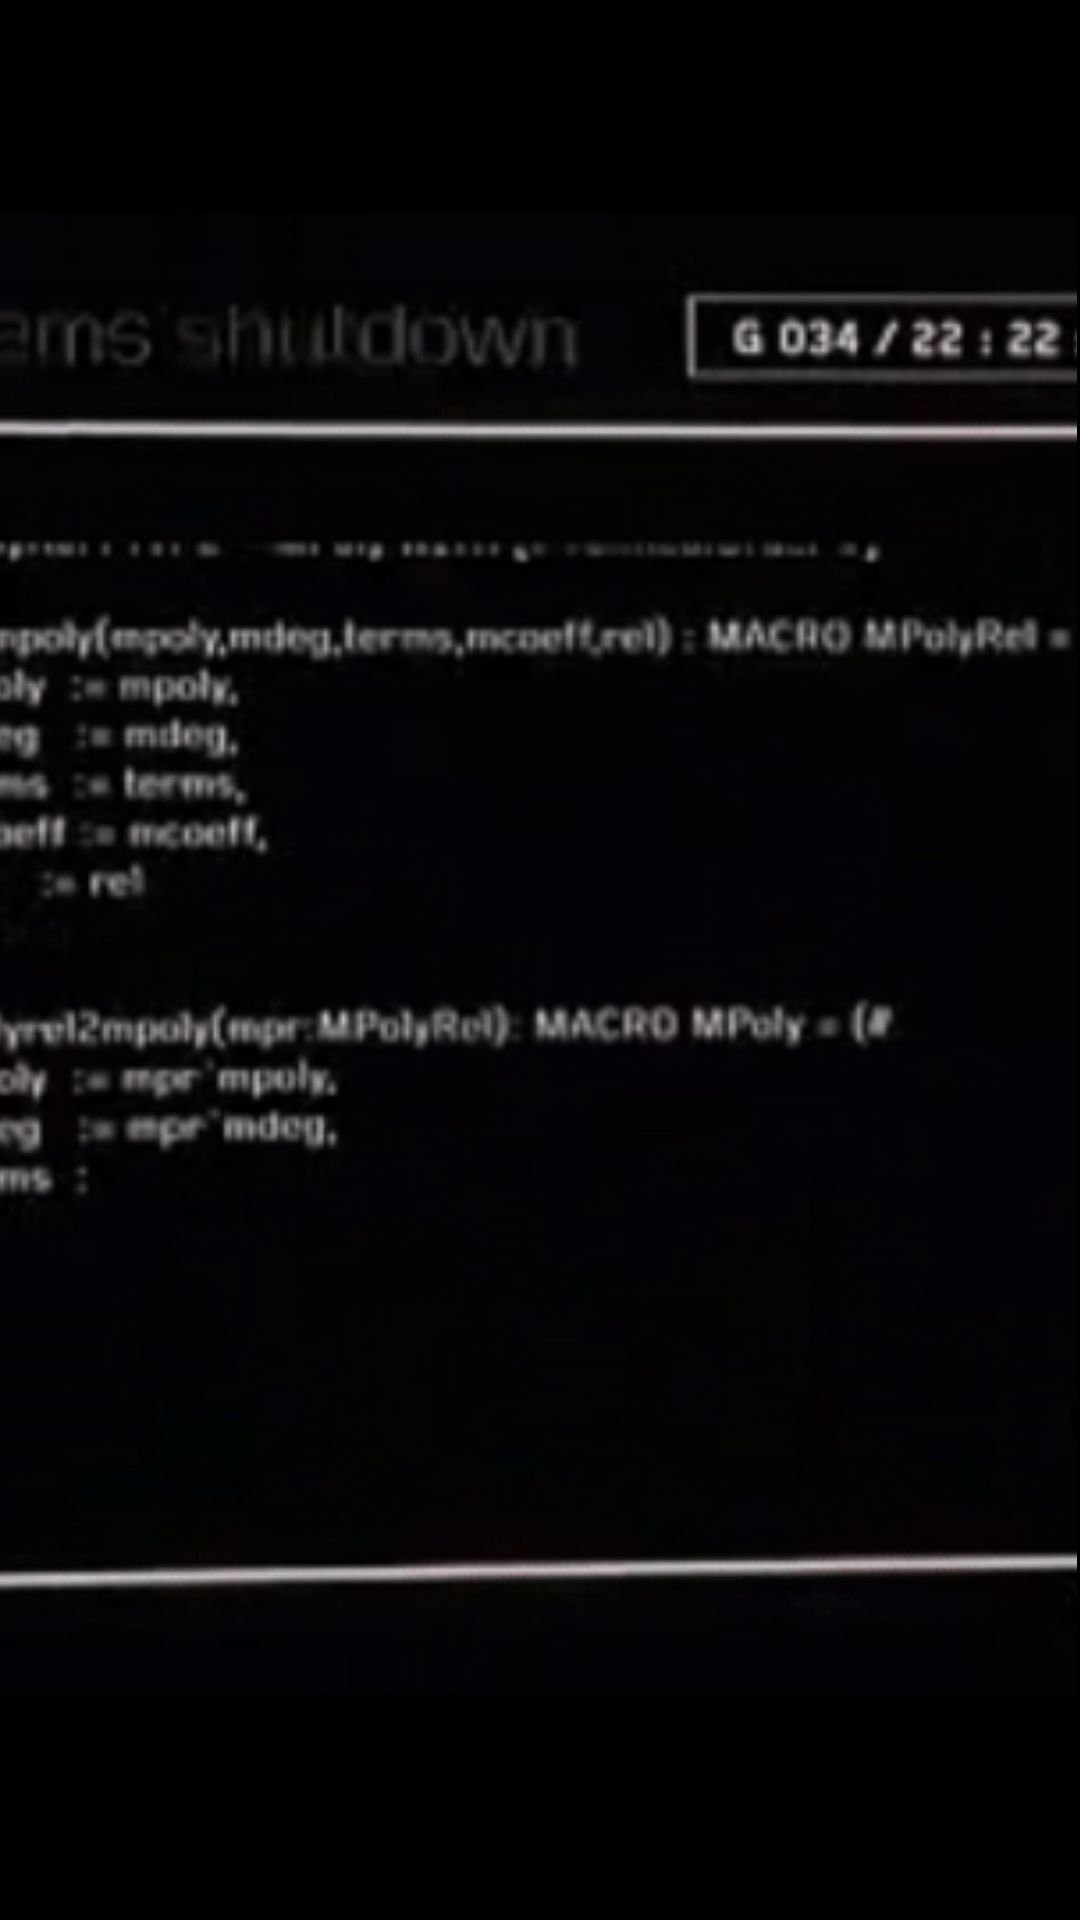 ems shutdown
G 034 / 22 : 22 :
mpoly(mpoly,mdeg,terms,mcoeff,rel) : MACRO MPolyRel =
oly := mpoly,
eg := mdeg,
ms := terms,
oeff := mcoeff,
:= rel
lyrel2mpoly(mpr:MPolyRel): MACRO MPoly = (#
oly := mpr`mpoly,
eg := mpr`mdeg,
ms :